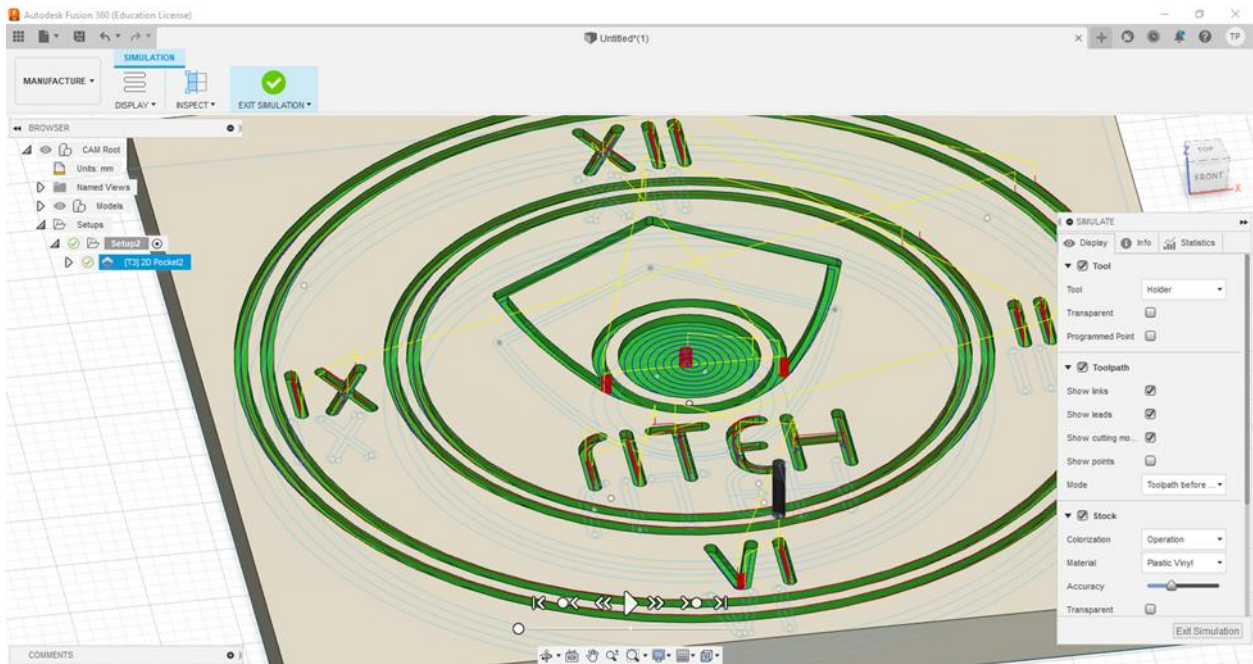 Autodesk Fusion 360 (Education License)
Untitled*(1)
TP
SIMULATION
MANUFACTURE
DISPLAY
INSPECT
EXIT SIMULATION
BROWSER
CAM Root
Units: mm
Named Views
Models
Setups
Setup2
[T3] 2D Pocket2
XII
III
IX
VI
TOP
FRONT
Z
X
SIMULATE
Display
Info
Statistics
Tool
Tool
Holder
Transparent
Programmed Point
Toolpath
Show links
Show leads
Show cutting mo...
Show points
Mode
Toolpath before ...
Stock
Colorization
Operation
Material
Plastic Vinyl
Accuracy
Transparent
Exit Simulation
COMMENTS